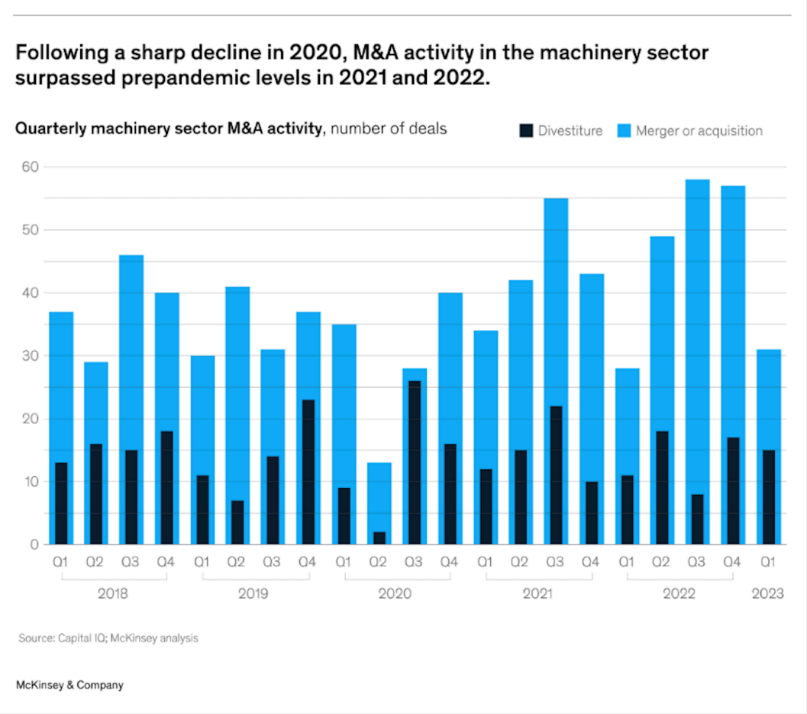 Following a sharp decline in 2020, M&A activity in the machinery sector
surpassed prepandemic levels in 2021 and 2022.
Quarterly machinery sector M&A activity, number of deals
Divestiture Merger or acquisition
60
50
40
30
20
10
0
Q1 Q2 Q3 Q4 Q1 Q2 Q3 Q4 Q1 Q2 Q3 Q4 Q1 Q2 Q3 Q4 Q1 Q2 Q3 Q4 Q1
2018 2019 2020 2021 2022 2023
Source: Capital IQ; McKinsey analysis
McKinsey & Company